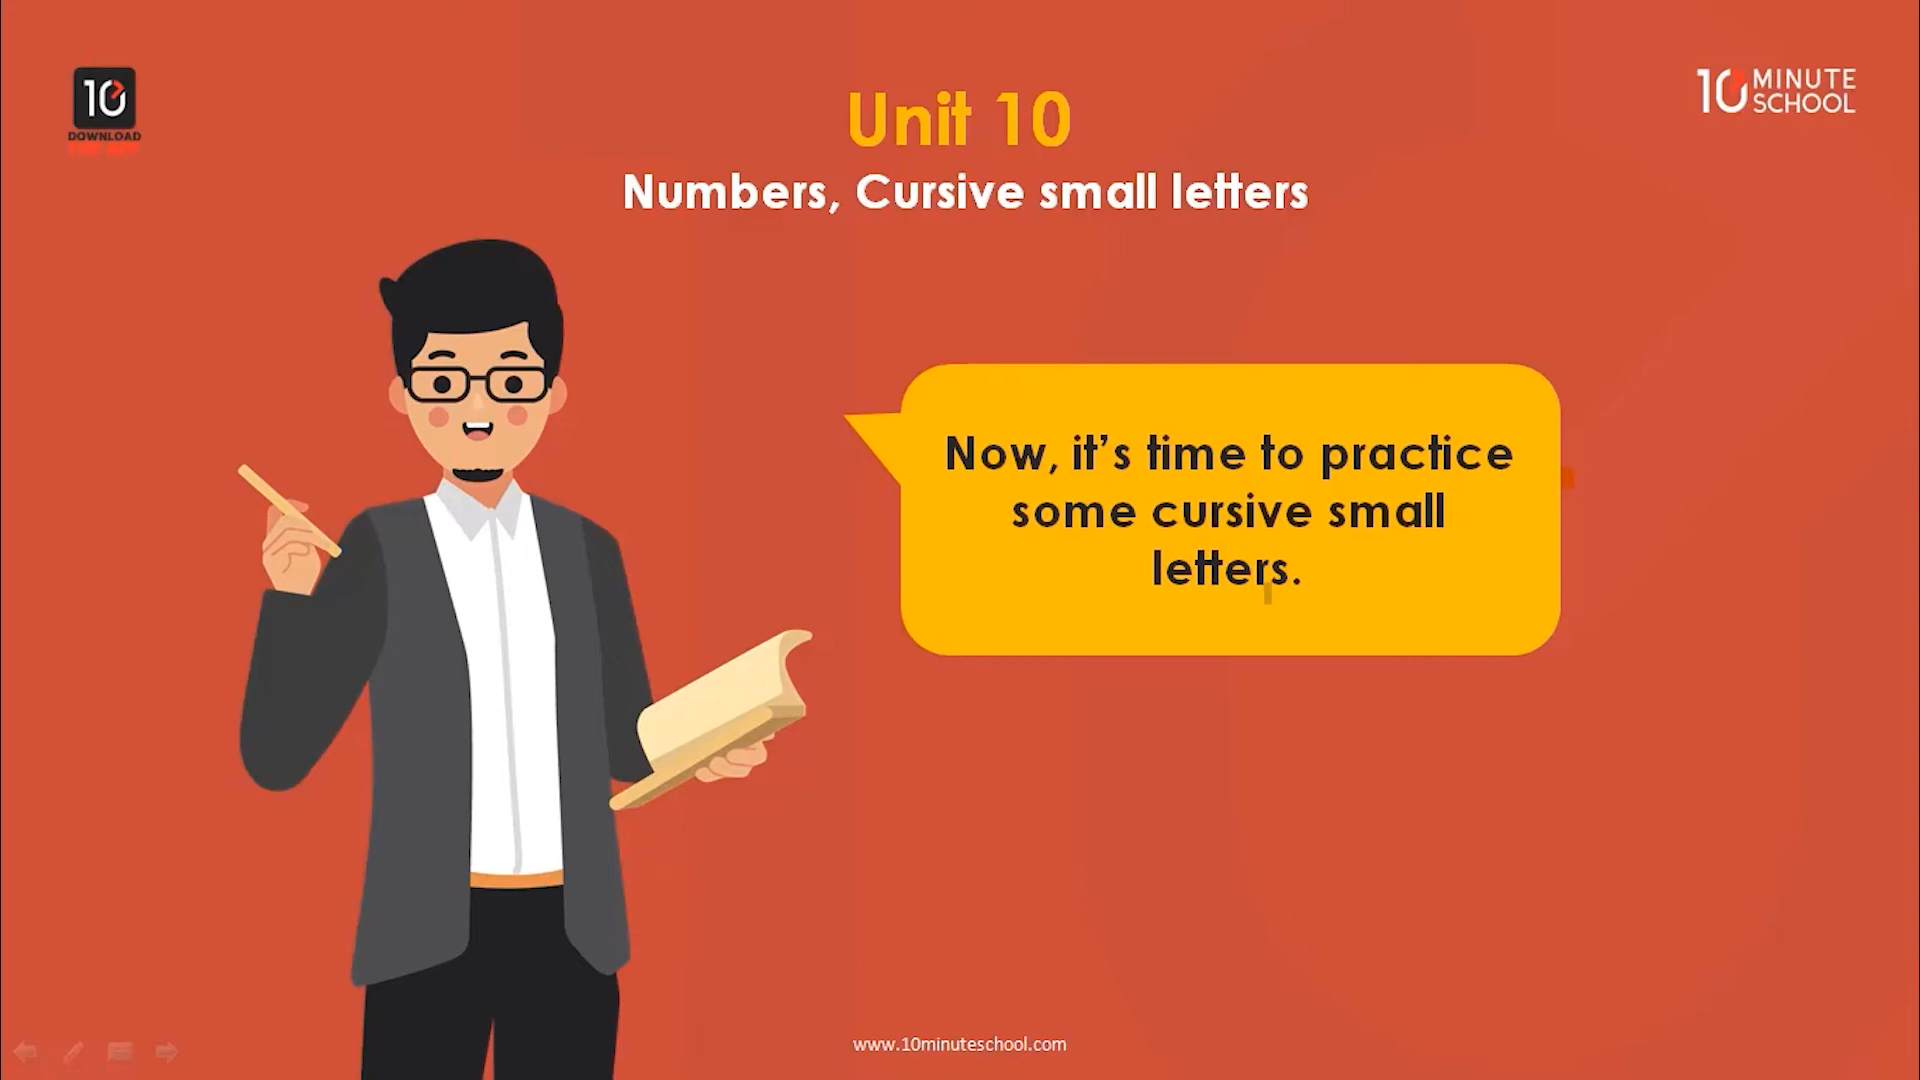 10
DOWNLOAD
10 MINUTE
SCHOOL
Unit 10
Numbers, Cursive small letters
Now, it's time to practice
some cursive small
letters.
www.10minuteschool.com